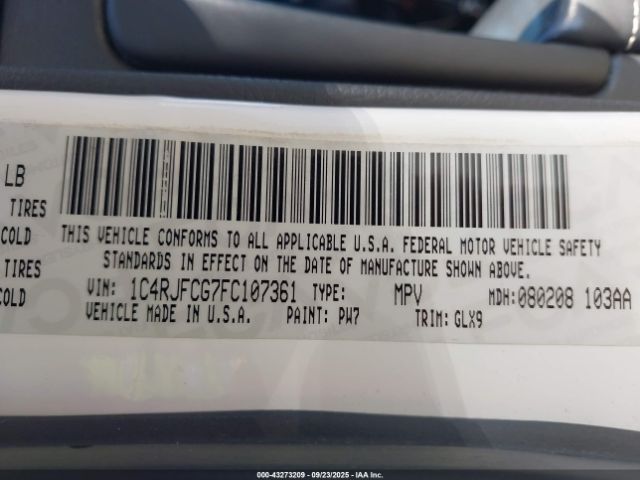 LB
TIRES
COLD
TIRES
COLD
THIS VEHICLE CONFORMS TO ALL APPLICABLE U.S.A. FEDERAL MOTOR VEHICLE SAFETY
STANDARDS IN EFFECT ON THE DATE OF MANUFACTURE SHOWN ABOVE.
VIN: 1C4RJFCG7FC107361 TYPE: MPV MDH: 080208 103AA
VEHICLE MADE IN U.S.A. PAINT: PW7 TRIM: GLX9
000-43273209 - 09/23/2025 - IAA Inc.